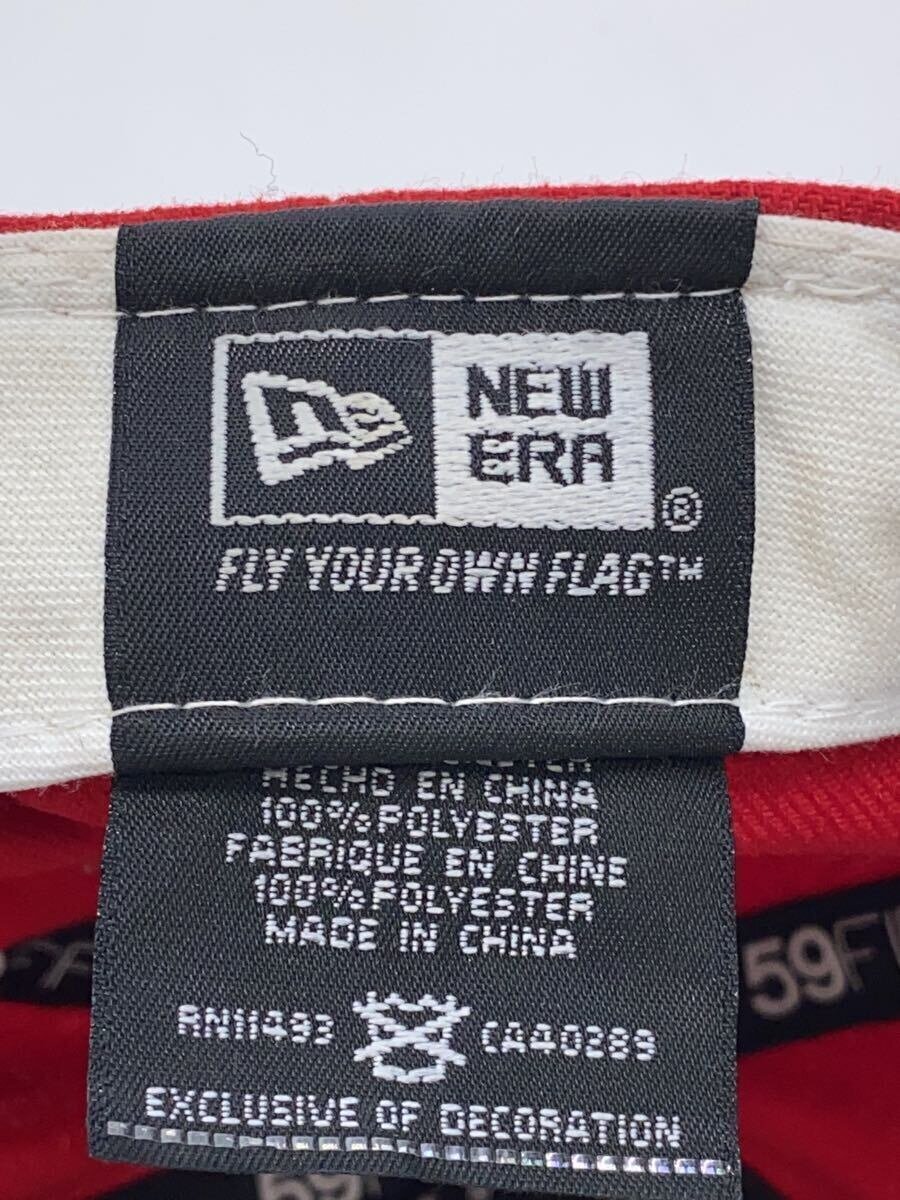 NEW
ERA
®
FLY YOUR OWN FLAG™
HECHO EN CHINA
100% POLYESTER
FABRIQUE EN CHINE
100% POLYESTER
MADE IN CHINA
RN11493 CA40289
EXCLUSIVE OF DECORATION
59FI
59F